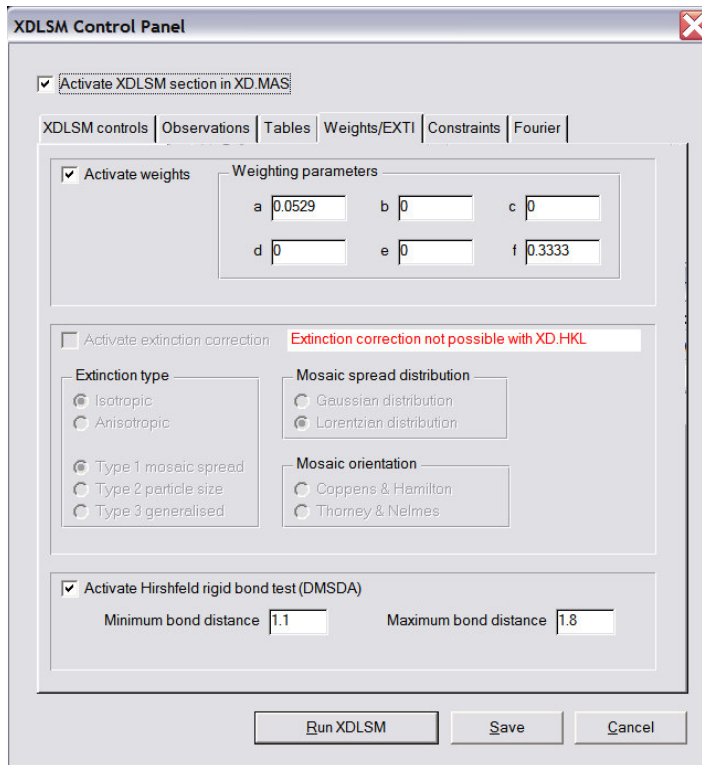 XDLSM Control Panel
Activate XDLSM section in XD.MAS
XDLSM controls Observations Tables Weights/EXTI Constraints Fourier
Activate weights
Weighting parameters
a 0.0529 b 0 c 0
d 0 e 0 f 0.3333
Activate extinction correction Extinction correction not possible with XD.HKL
Extinction type
Isotropic
Anisotropic
Type 1 mosaic spread
Type 2 particle size
Type 3 generalised
Mosaic spread distribution
Gaussian distribution
Lorentzian distribution
Mosaic orientation
Coppens & Hamilton
Thorney & Nelmes
Activate Hirshfeld rigid bond test (DMSDA)
Minimum bond distance 1.1 Maximum bond distance 1.8
Run XDLSM Save Cancel